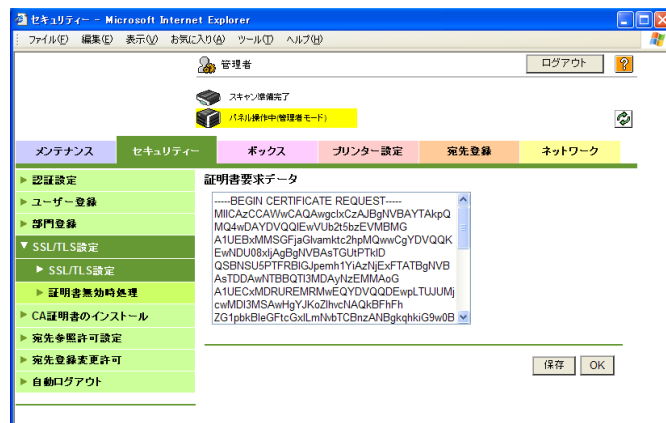 セキュリティー - Microsoft Internet Explorer
ファイル(F) 編集(E) 表示(V) お気に入り(A) ツール(T) ヘルプ(H)
管理者
ログアウト
?
スキャン準備完了
パネル操作中(管理者モード)
メンテナンス セキュリティー ボックス プリンター設定 宛先登録 ネットワーク
認証設定
ユーザー登録
部門登録
SSL/TLS設定
SSL/TLS設定
証明書無効時処理
CA証明書のインストール
宛先参照許可設定
宛先登録変更許可
自動ログアウト
証明書要求データ
-----BEGIN CERTIFICATE REQUEST-----
MIICAzCCAWwCAQAwgcIxCzAJBgNVBAYTAkpQ
MQ4wDAYDVQQIEwVUb2t5bzEVMBMG
A1UEBxMMSGFjaGlvamktc2hpMQwwCgYDVQQK
EwNDU08xIjAgBgNVBAsTGUtPTklD
QSBNSU5PTFRBIGJpemh1YiAzNjExFTATBgNVB
AsTDDAwNTBBQTI3MDAyNzEMMAoG
A1UECxMDRUREMRMwEQYDVQQDEwpLTUJUMj
cwMDI3MSAwHgYJKoZIhvcNAQkBFhFh
ZG1pbkBleGFtcGxlLmNvbTCBnzANBgkqhkiG9w0B
保存
OK